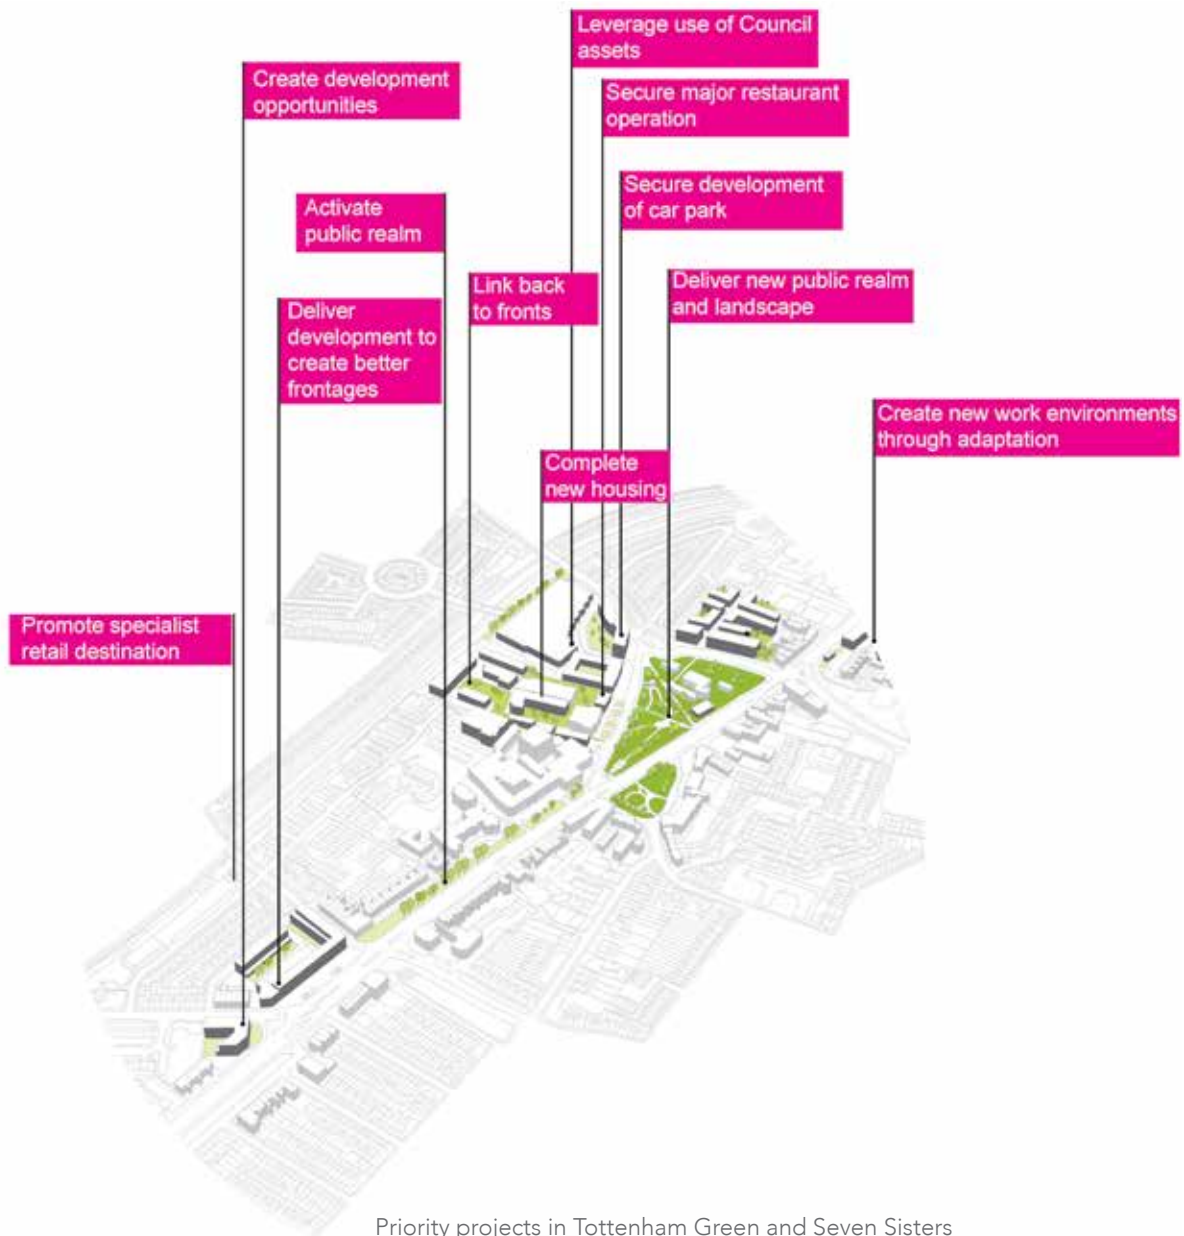 Leverage use of Council
assets
Create development
opportunities
Secure major restaurant
operation
Secure development
of car park
Activate
public realm
Link back
to fronts
Deliver new public realm
and landscape
Deliver
development to
create better
frontages
Create new work environments
through adaptation
Complete
new housing
Promote specialist
retail destination
Priority projects in Tottenham Green and Seven Sisters